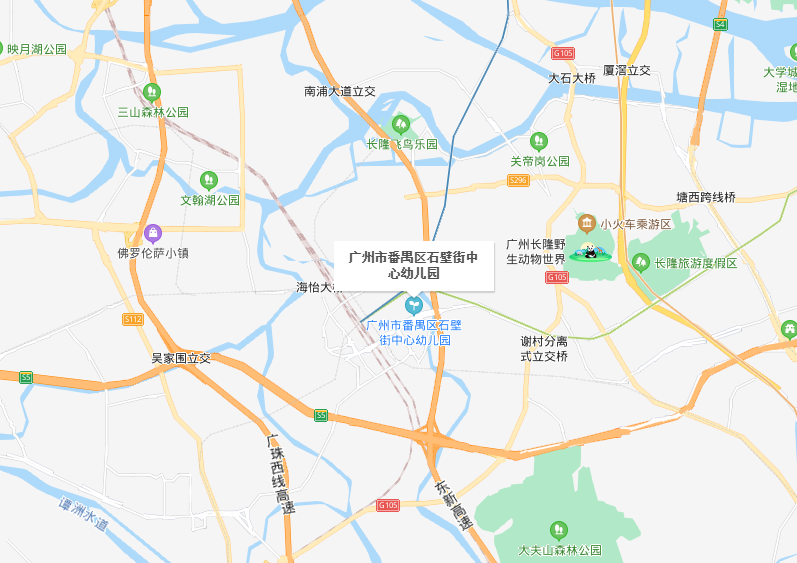 S4
映月湖公园
G105
厦滘立交
大学城
湿地
大石大桥
南浦大道立交
三山森林公园
长隆飞鸟乐园
关帝岗公园
S296
文翰湖公园
塘西跨线桥
小火车乘游区
佛罗伦萨小镇
广州长隆野
生动物世界
广州市番禺区石壁街中
心幼儿园
长隆旅游度假区
G105
海怡大桥
广州市番禺区石壁
街中心幼儿园
S112
谢村分离
式立交桥
吴家围立交
S5
S5
广珠西线高速
东新高速
G105
谭洲水道
大夫山森林公园